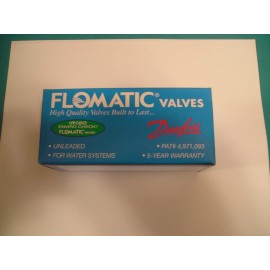 FLOMATIC® VALVES
High Quality Valves Built to Last...
FLOMATIC
Danfoss
• UNLEADED
• PAT# 4,971,093
• FOR WATER SYSTEMS
• 5-YEAR WARRANTY